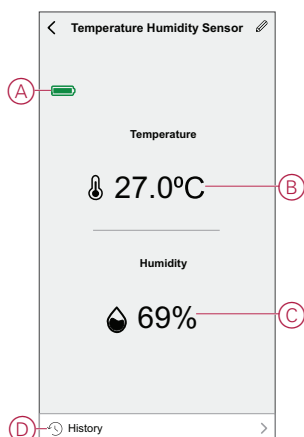 Temperature Humidity Sensor
A
Temperature
27.0ºC
B
Humidity
69%
C
D
History